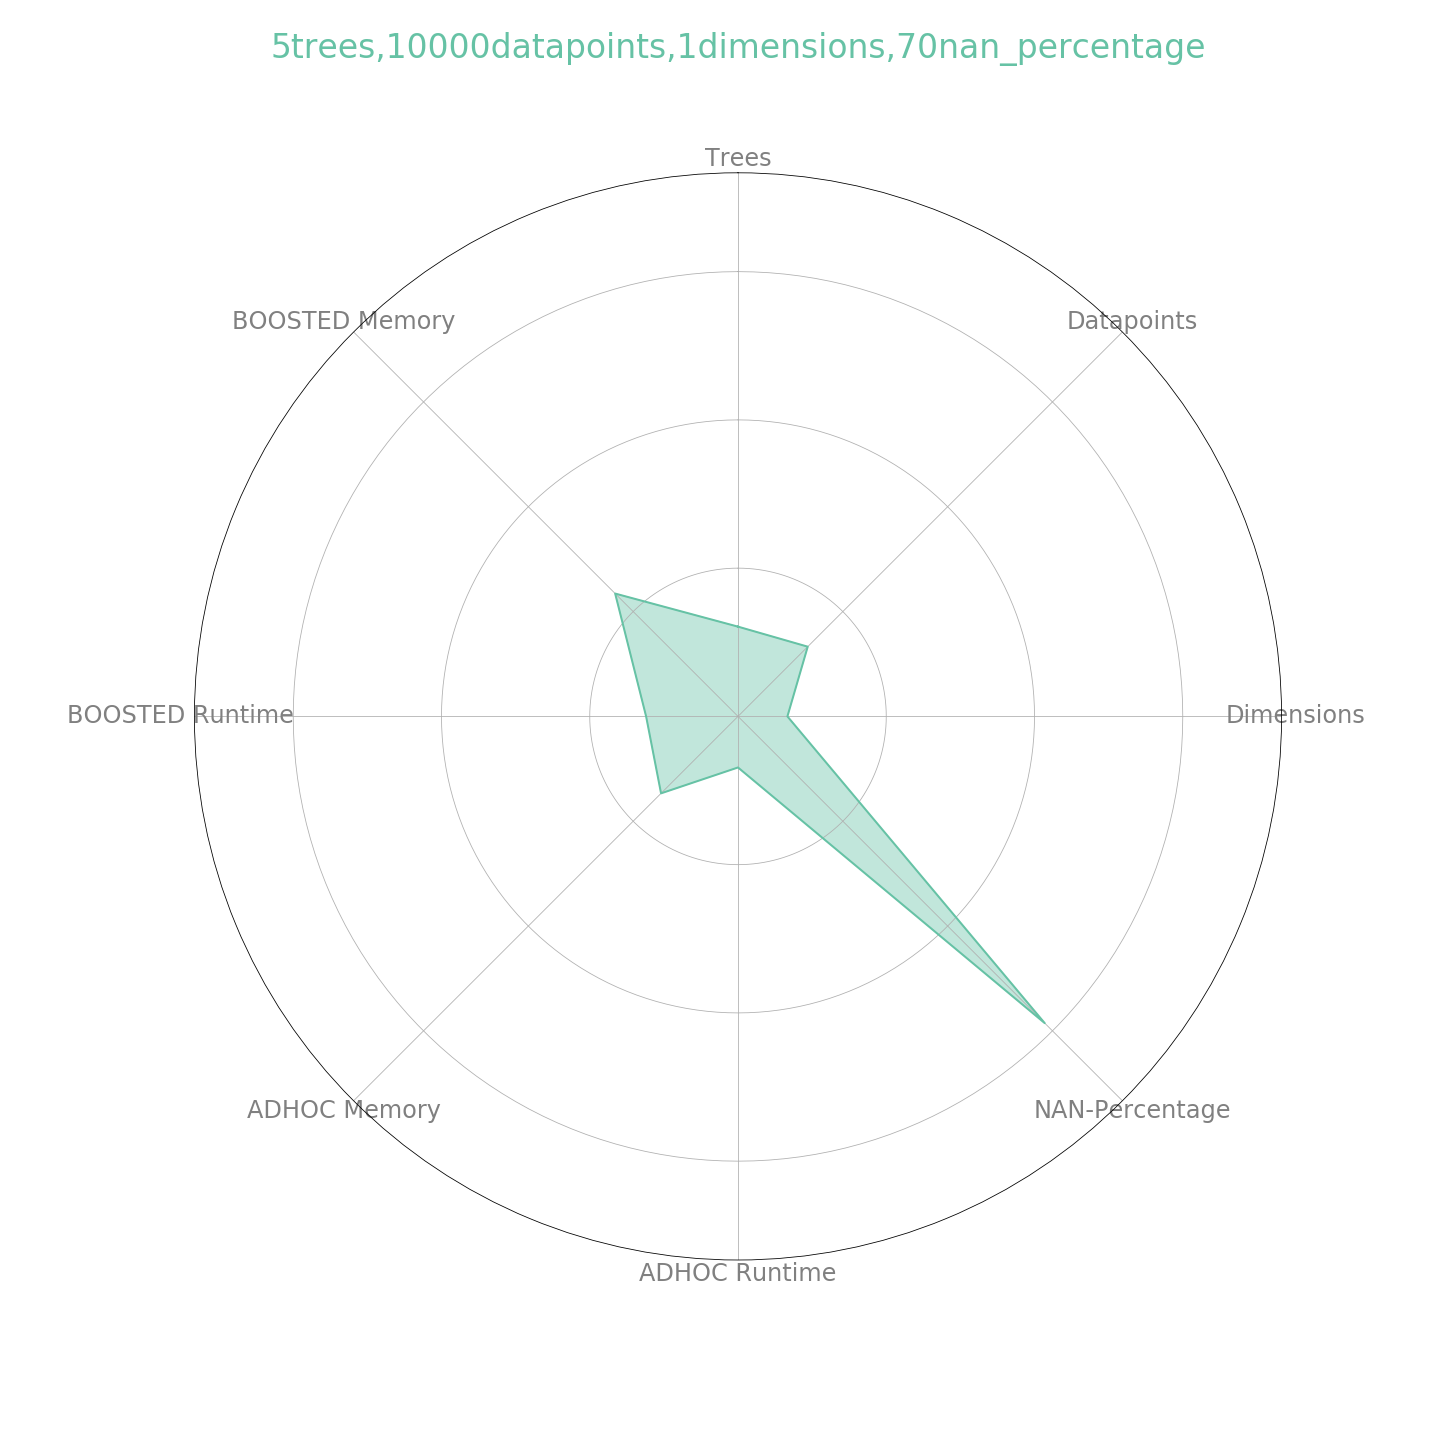 5trees,10000datapoints,1dimensions,70nan_percentage
Trees
BOOSTED Memory
Datapoints
BOOSTED Runtime
Dimensions
ADHOC Memory
NAN-Percentage
ADHOC Runtime